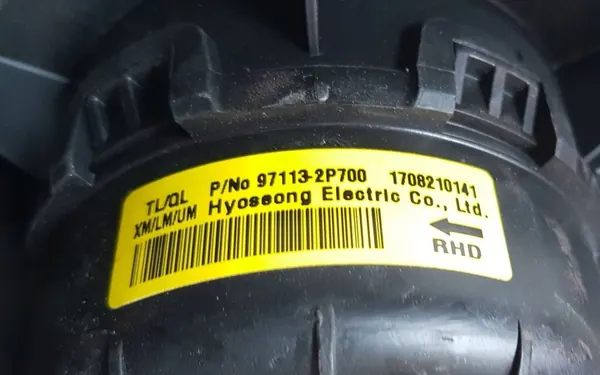 TL/QL P/No 97113-2P700 1708210141
XM/LM/UM Hyoseong Electric Co., Ltd.
RHD